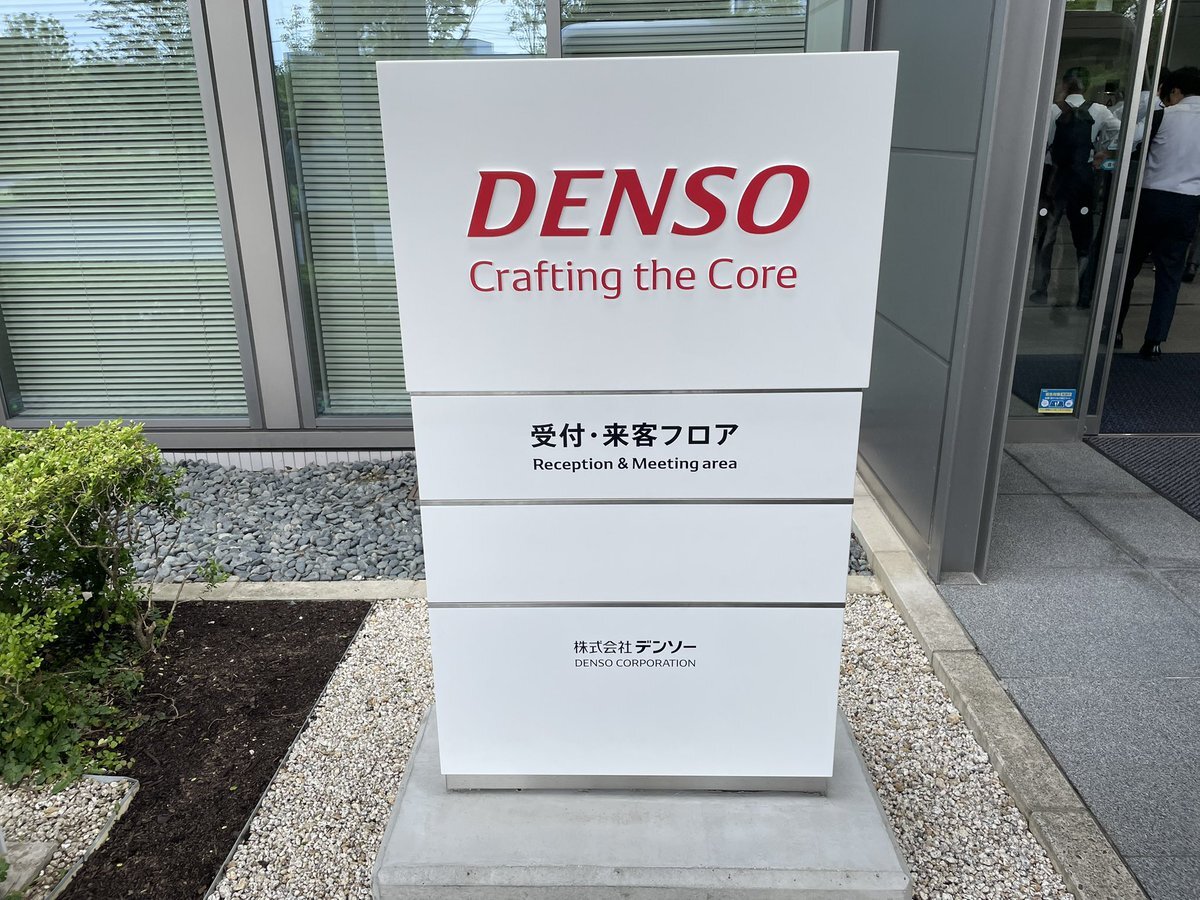 DENSO
Crafting the Core
受付・来客フロア
Reception & Meeting area
株式会社 デンソー
DENSO CORPORATION